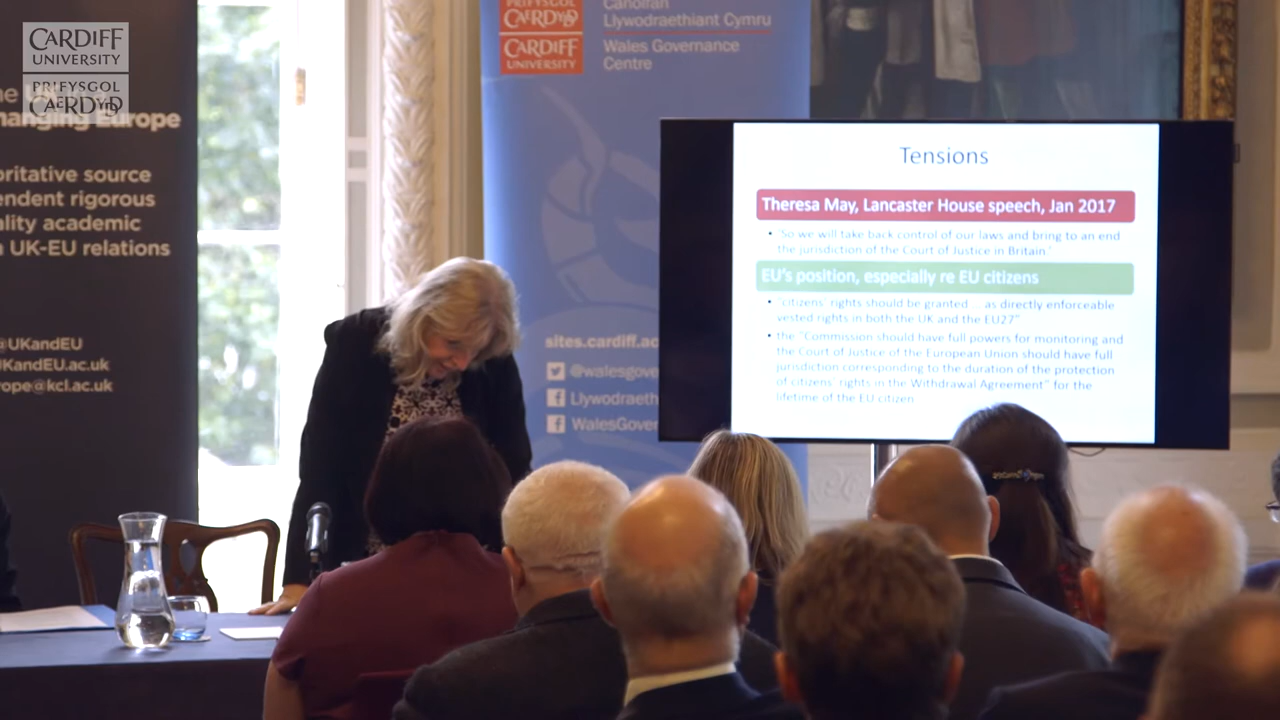 CARDIFF
UNIVERSITY
PRIFYSGOL
CAERDYDD
he
hanging Europe
oritative source
endent rigorous
ality academic
n UK-EU relations
@UKandEU
UKandEU.ac.uk
rope@kcl.ac.uk
PRIFYSGOL
CAERDYDD
CARDIFF
UNIVERSITY
Canolfan
Llywodraethiant Cymru
Wales Governance
Centre
sites.cardiff.ac
@walesgove
Llywodraeth
WalesGover
Tensions
Theresa May, Lancaster House speech, Jan 2017
• 'So we will take back control of our laws and bring to an end
the jurisdiction of the Court of Justice in Britain.'
EU's position, especially re EU citizens
• "citizens' rights should be granted ... as directly enforceable
vested rights in both the UK and the EU27"
• the "Commission should have full powers for monitoring and
the Court of Justice of the European Union should have full
jurisdiction corresponding to the duration of the protection
of citizens' rights in the Withdrawal Agreement" for the
lifetime of the EU citizen